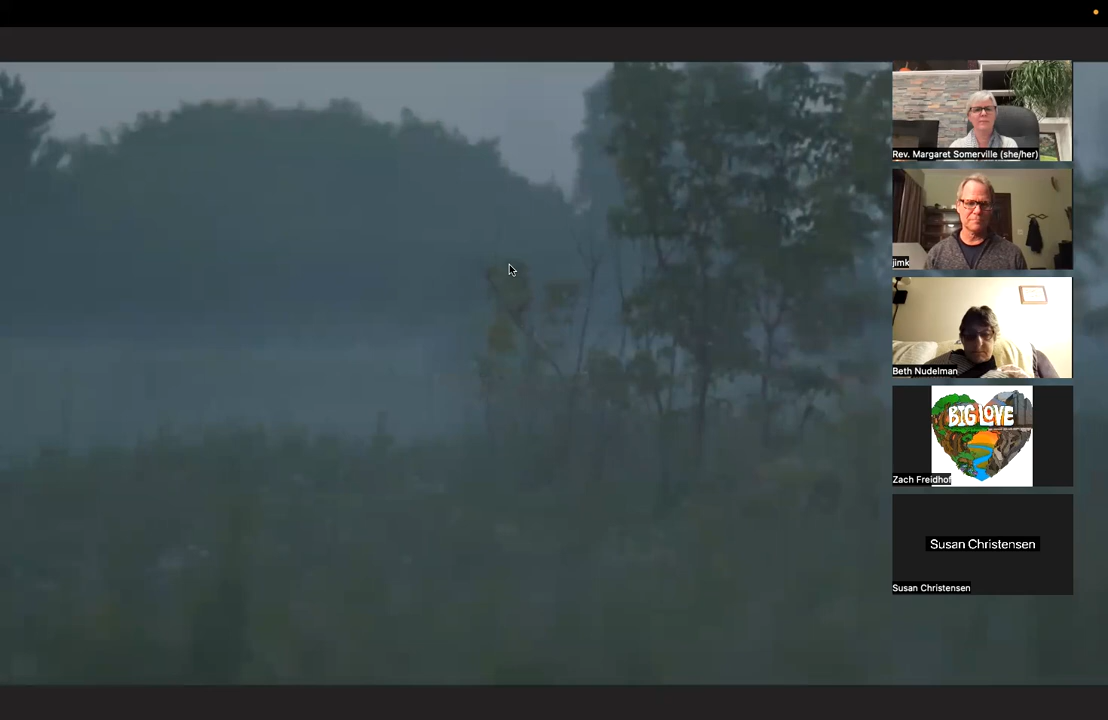 Rev. Margaret Somerville (she/her)
jimk
Beth Nudelman
BIG LOVE
Zach Freidhof
Susan Christensen
Susan Christensen